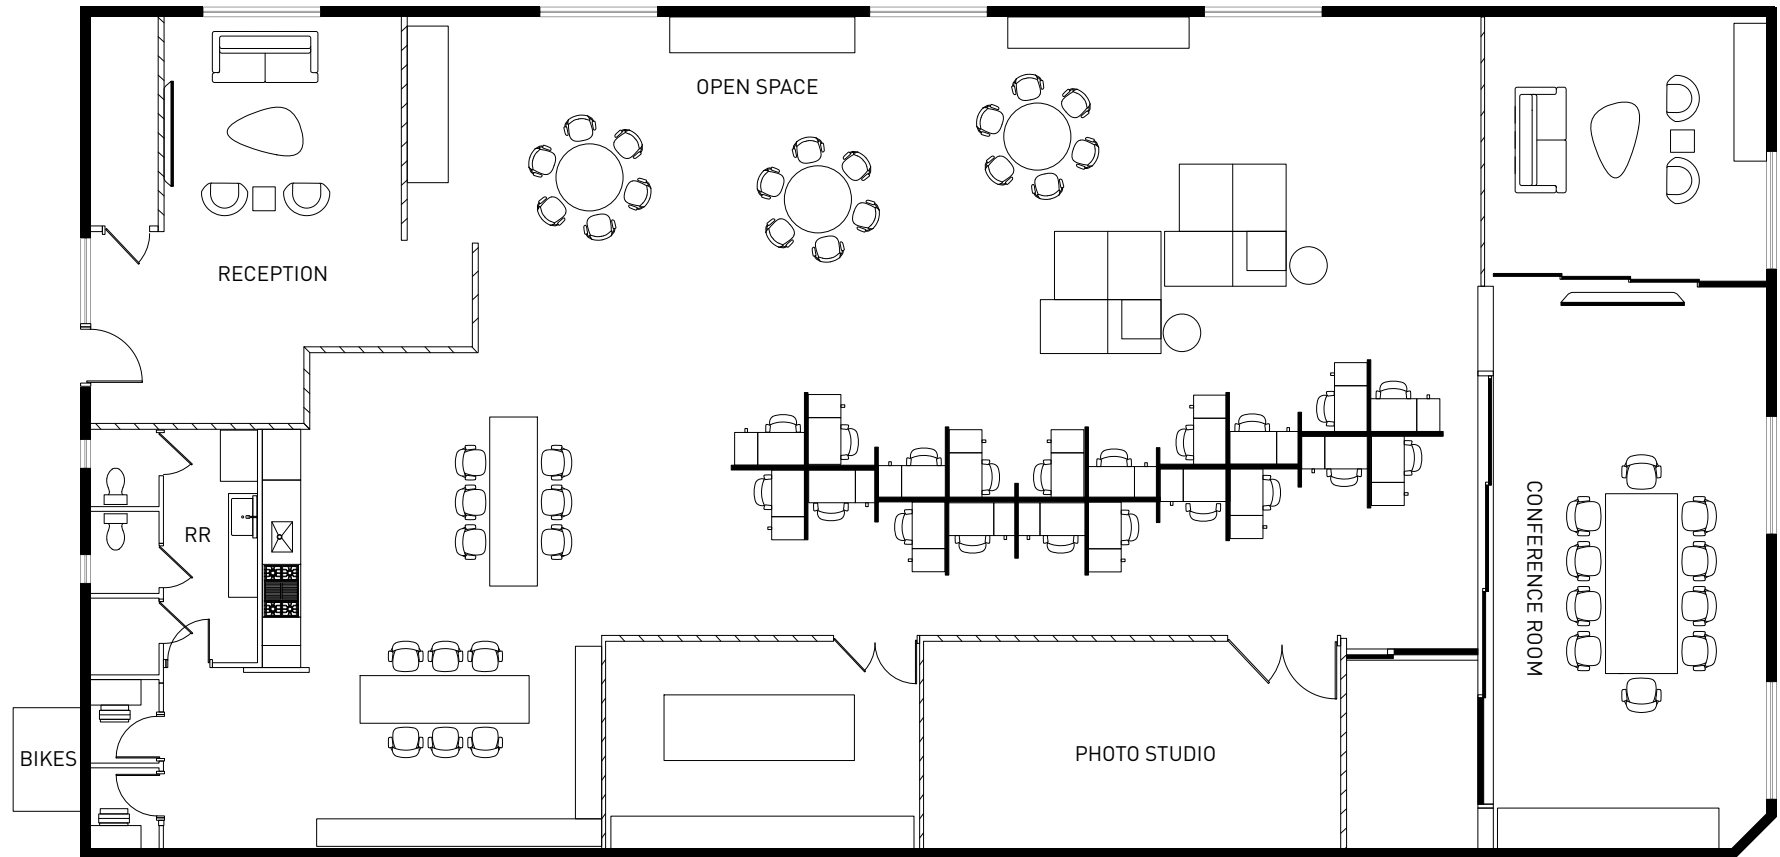 OPEN SPACE
RECEPTION
RR
CONFERENCE ROOM
BIKES
PHOTO STUDIO